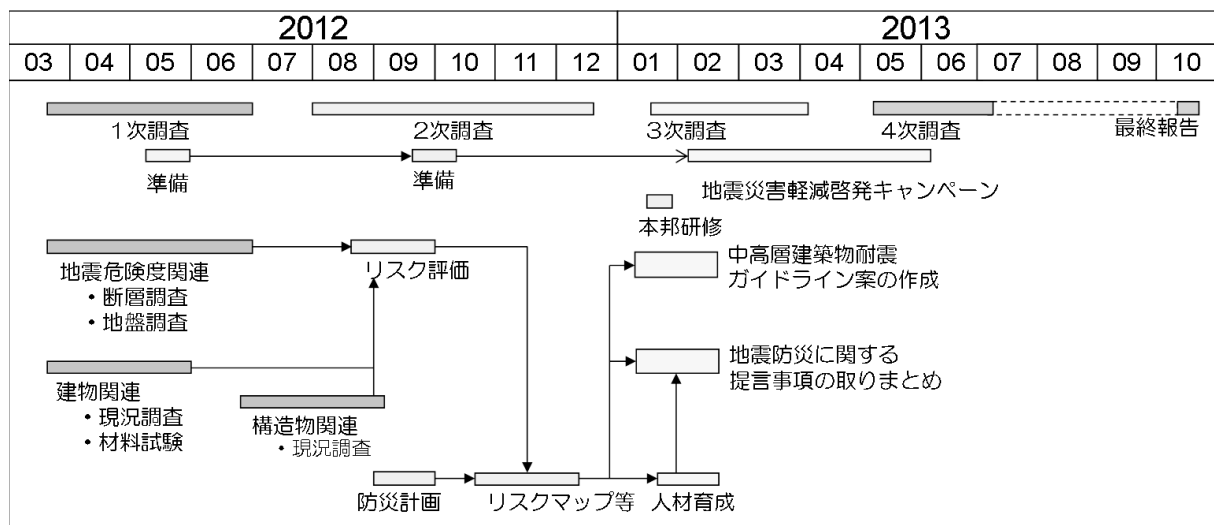 2012 2013
03 04 05 06 07 08 09 10 11 12 01 02 03 04 05 06 07 08 09 10
1次調査 2次調査 3次調査 4次調査 最終報告
準備 準備 地震災害軽減啓発キャンペーン
本邦研修
地震危険度関連 リスク評価 中高層建築物耐震
・断層調査 ガイドライン案の作成
・地盤調査
建物関連 地震防災に関する
・現況調査 構造物関連 提言事項の取りまとめ
・材料試験 ・現況調査
防災計画 リスクマップ等 人材育成